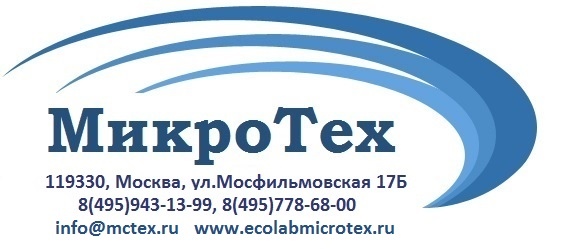 МикроТех
119330, Москва, ул.Мосфильмовская 17Б
8(495)943-13-99, 8(495)778-68-00
info@mctex.ru www.ecolabmicrotex.ru